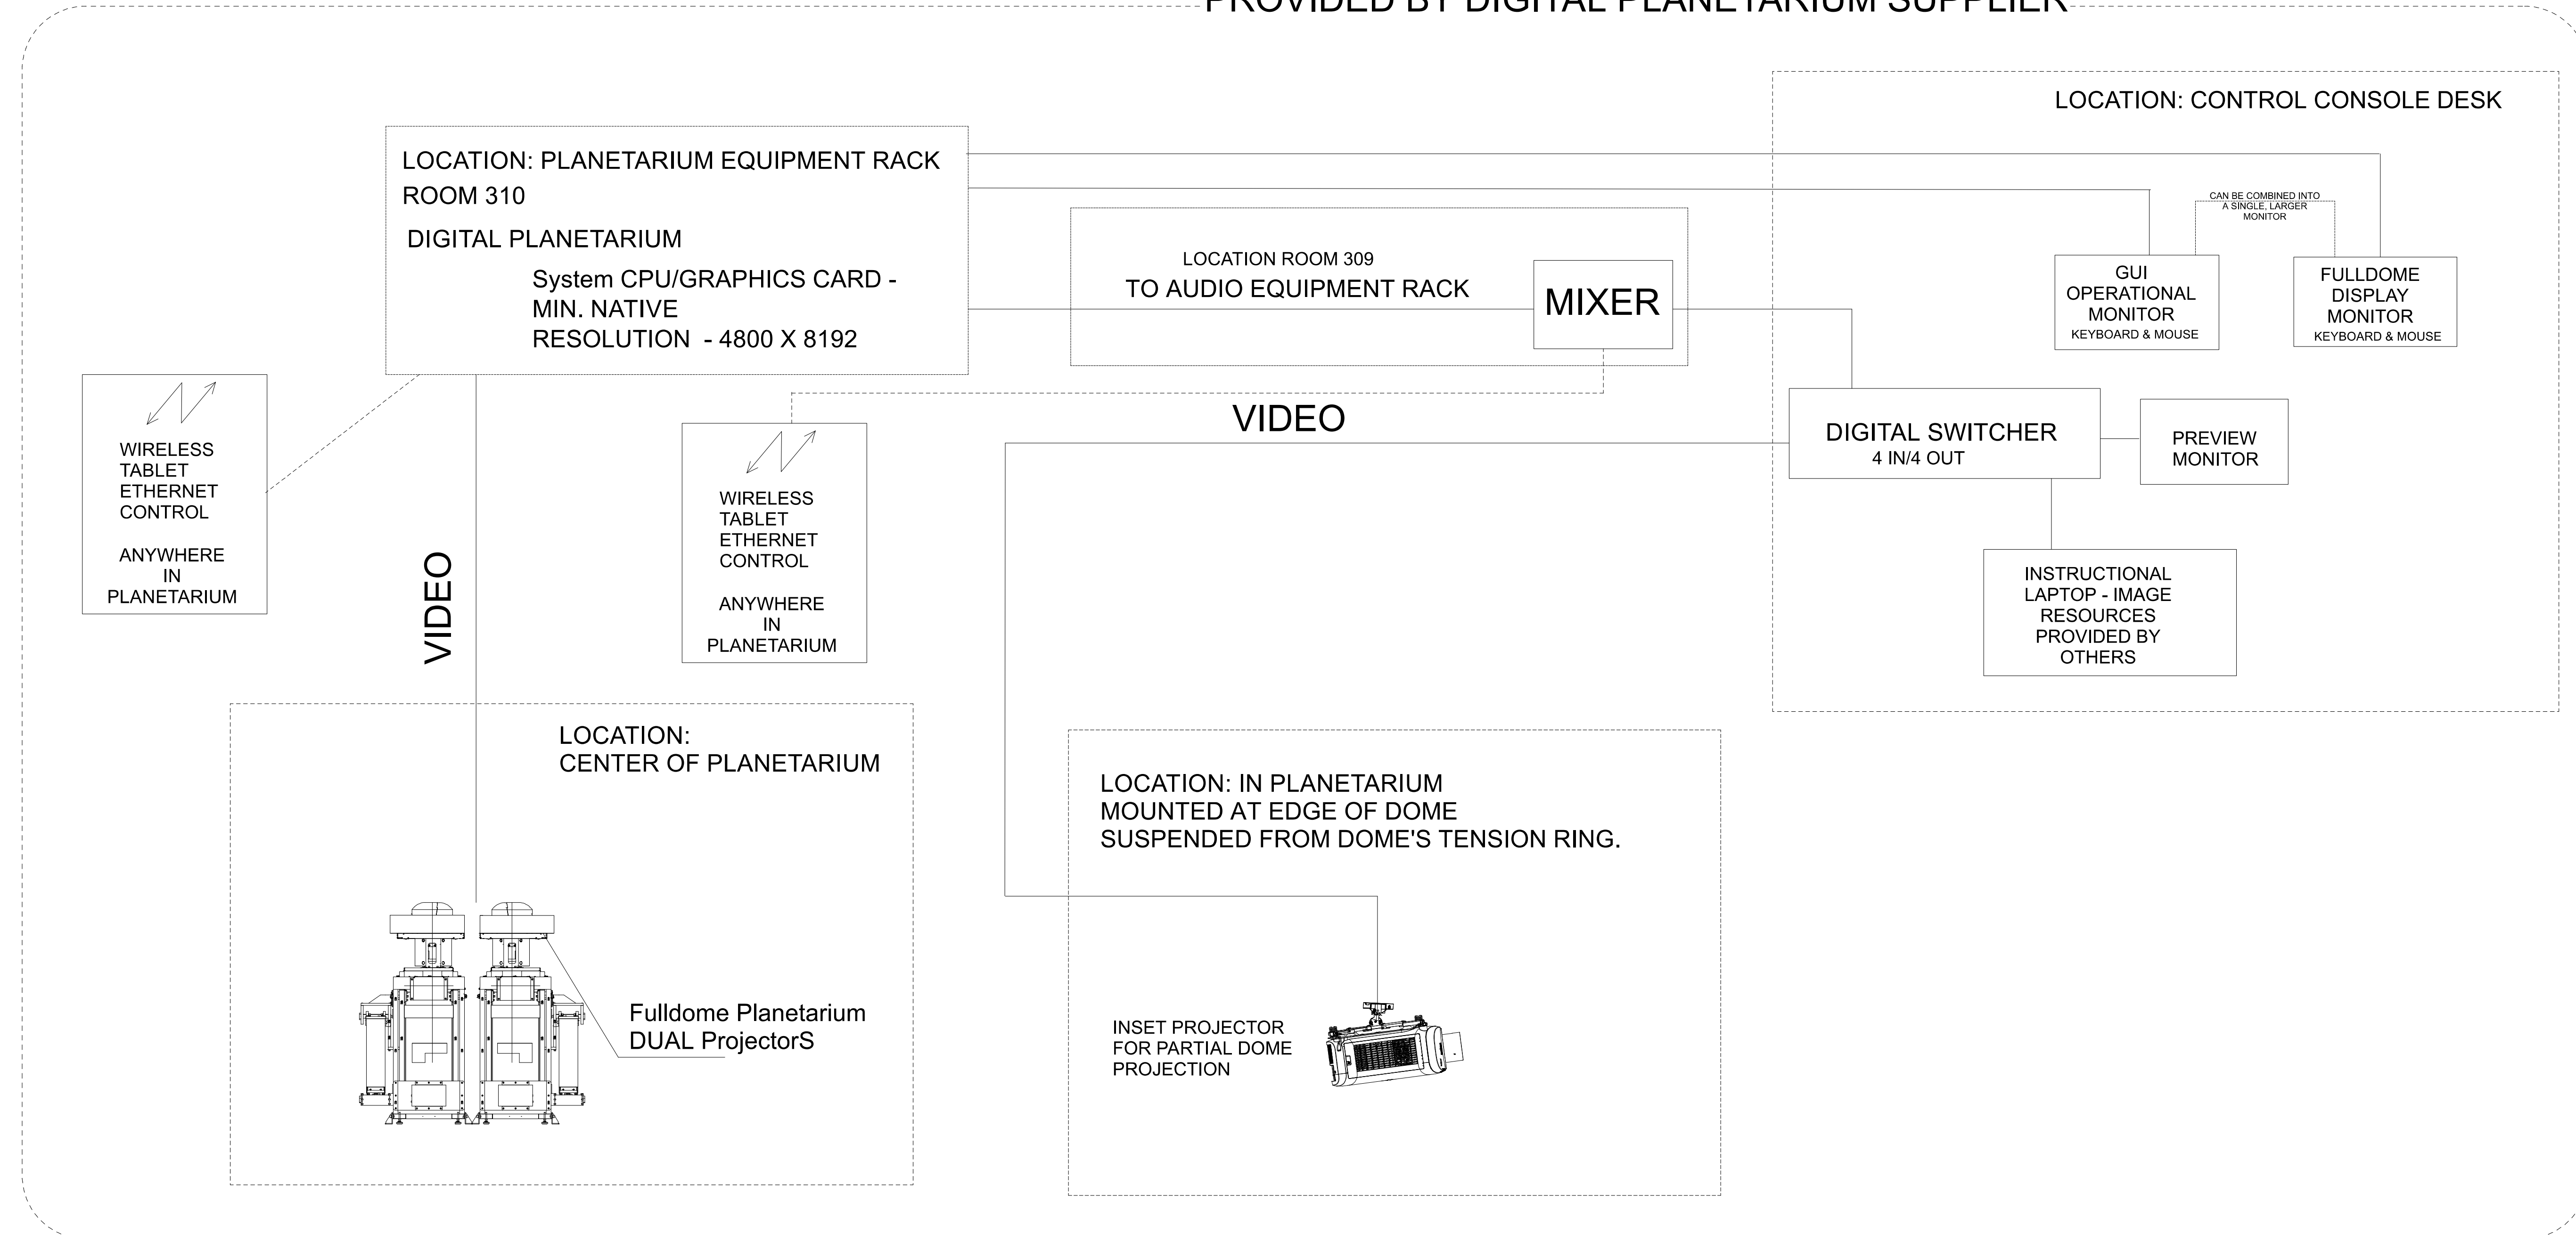 PROVIDED BY DIGITAL PLANETARIUM SUPPLIER
LOCATION: PLANETARIUM EQUIPMENT RACK
ROOM 310
DIGITAL PLANETARIUM
System CPU/GRAPHICS CARD -
MIN. NATIVE
RESOLUTION - 4800 X 8192
LOCATION ROOM 309
TO AUDIO EQUIPMENT RACK
MIXER
LOCATION: CONTROL CONSOLE DESK
CAN BE COMBINED INTO
A SINGLE, LARGER
MONITOR
GUI
OPERATIONAL
MONITOR
KEYBOARD & MOUSE
FULLDOME
DISPLAY
MONITOR
KEYBOARD & MOUSE
DIGITAL SWITCHER
4 IN/4 OUT
PREVIEW
MONITOR
INSTRUCTIONAL
LAPTOP - IMAGE
RESOURCES
PROVIDED BY
OTHERS
WIRELESS
TABLET
ETHERNET
CONTROL
ANYWHERE
IN
PLANETARIUM
VIDEO
WIRELESS
TABLET
ETHERNET
CONTROL
ANYWHERE
IN
PLANETARIUM
VIDEO
LOCATION:
CENTER OF PLANETARIUM
Fulldome Planetarium
DUAL ProjectorS
LOCATION: IN PLANETARIUM
MOUNTED AT EDGE OF DOME
SUSPENDED FROM DOME'S TENSION RING.
INSET PROJECTOR
FOR PARTIAL DOME
PROJECTION